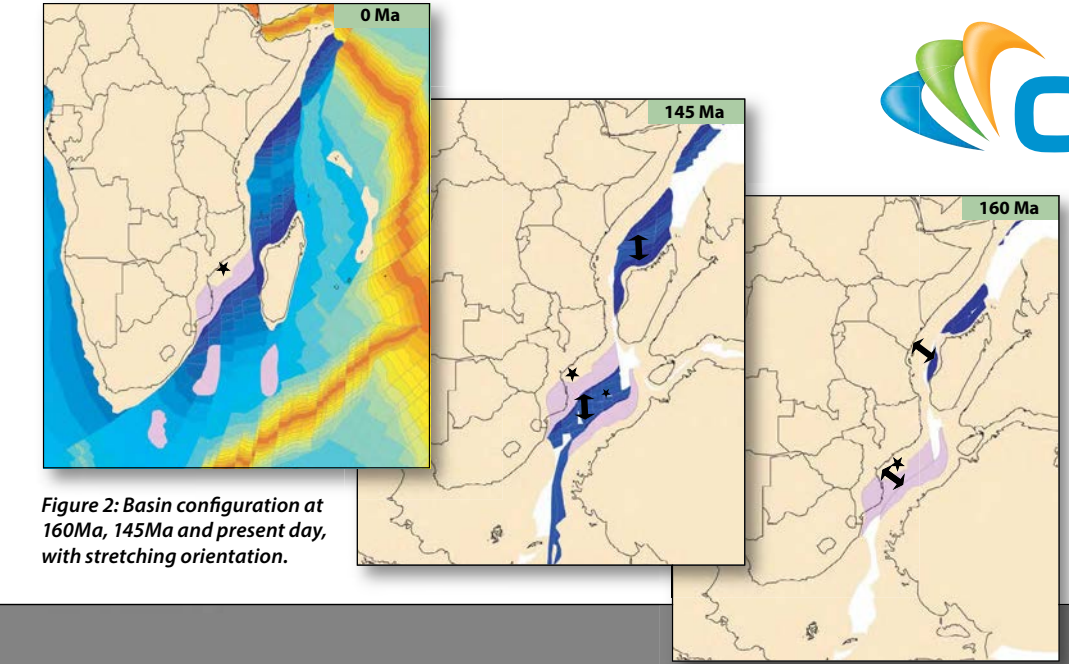 0 Ma
145 Ma
160 Ma
Figure 2: Basin configuration at
160Ma, 145Ma and present day,
with stretching orientation.